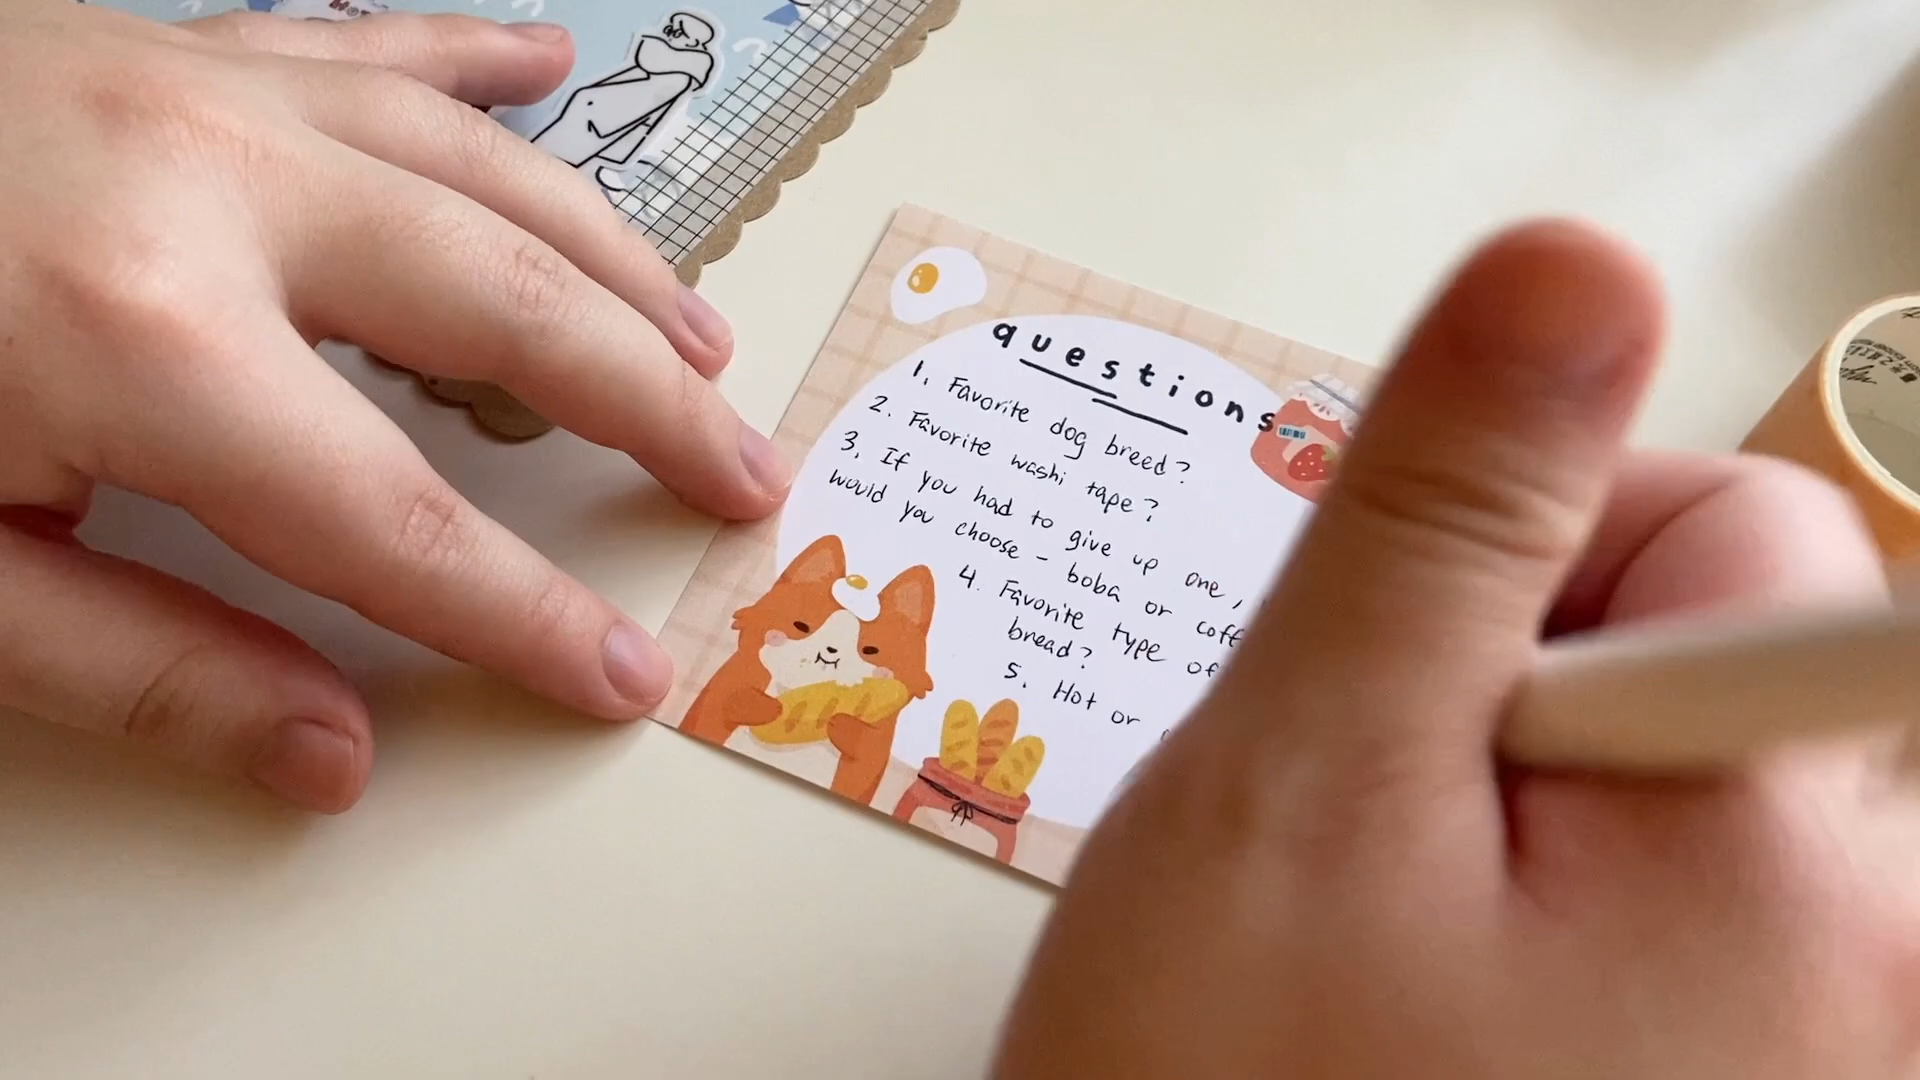 questions
1. Favorite dog breed?
2. Favorite washi tape?
3. If you had to give up one,
would you choose - boba or
4. Favorite type of
bread?
5. Hot or